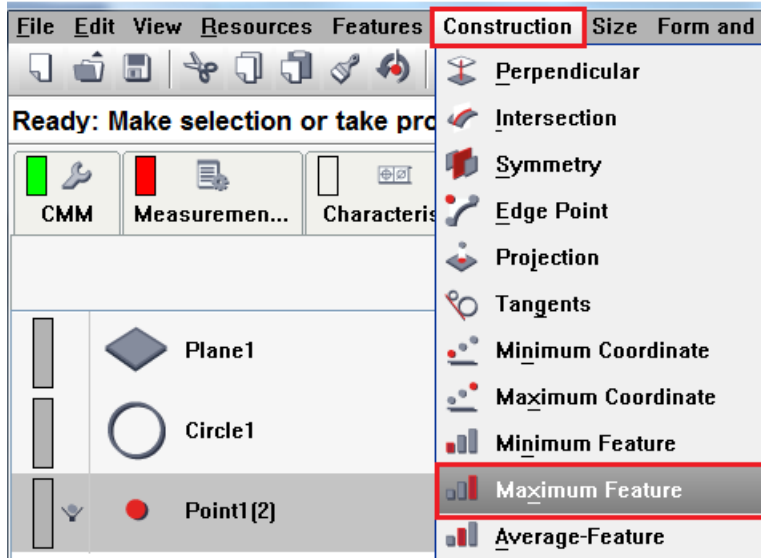 File Edit View Resources Features Construction Size Form and
Perpendicular
Intersection
Ready: Make selection or take pro
Symmetry
CMM Measuremen... Characteris
Edge Point
Projection
Tangents
Plane1
Minimum Coordinate
Maximum Coordinate
Circle1
Minimum Feature
Maximum Feature
Point1(2)
Average-Feature